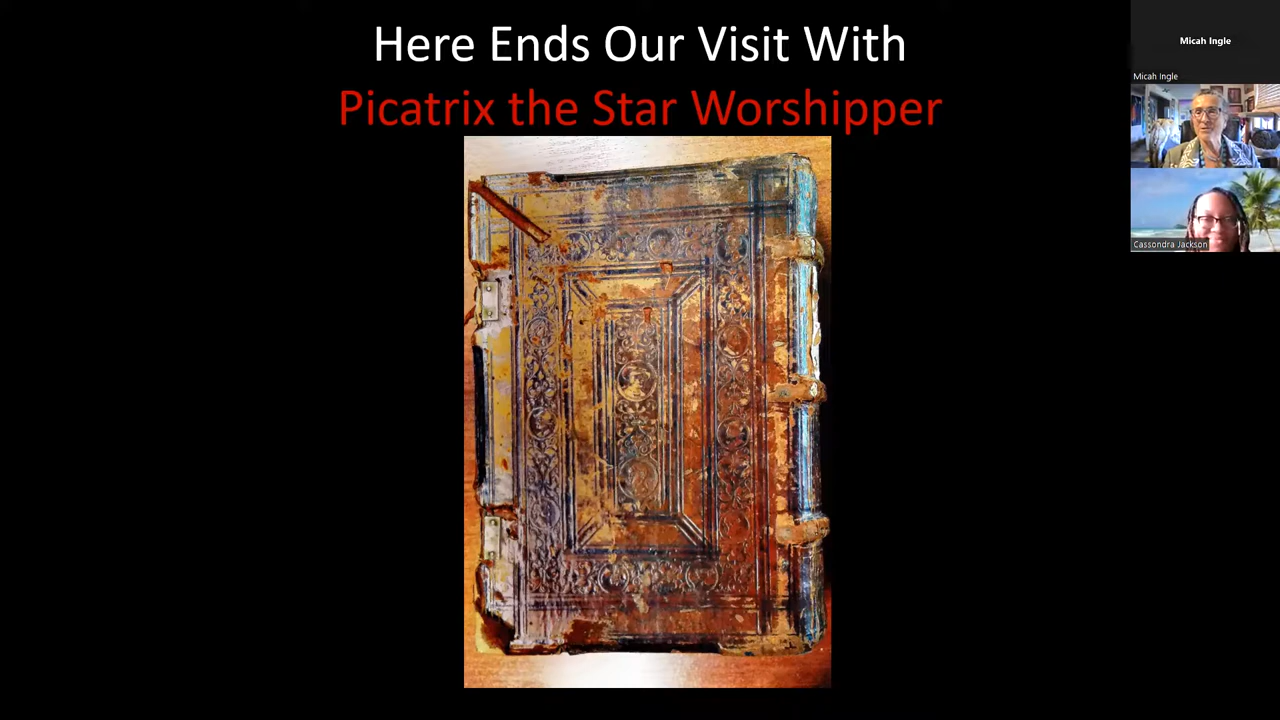 Here Ends Our Visit With
Picatrix the Star Worshipper
Micah Ingle
Micah Ingle
Cassondra Jackson